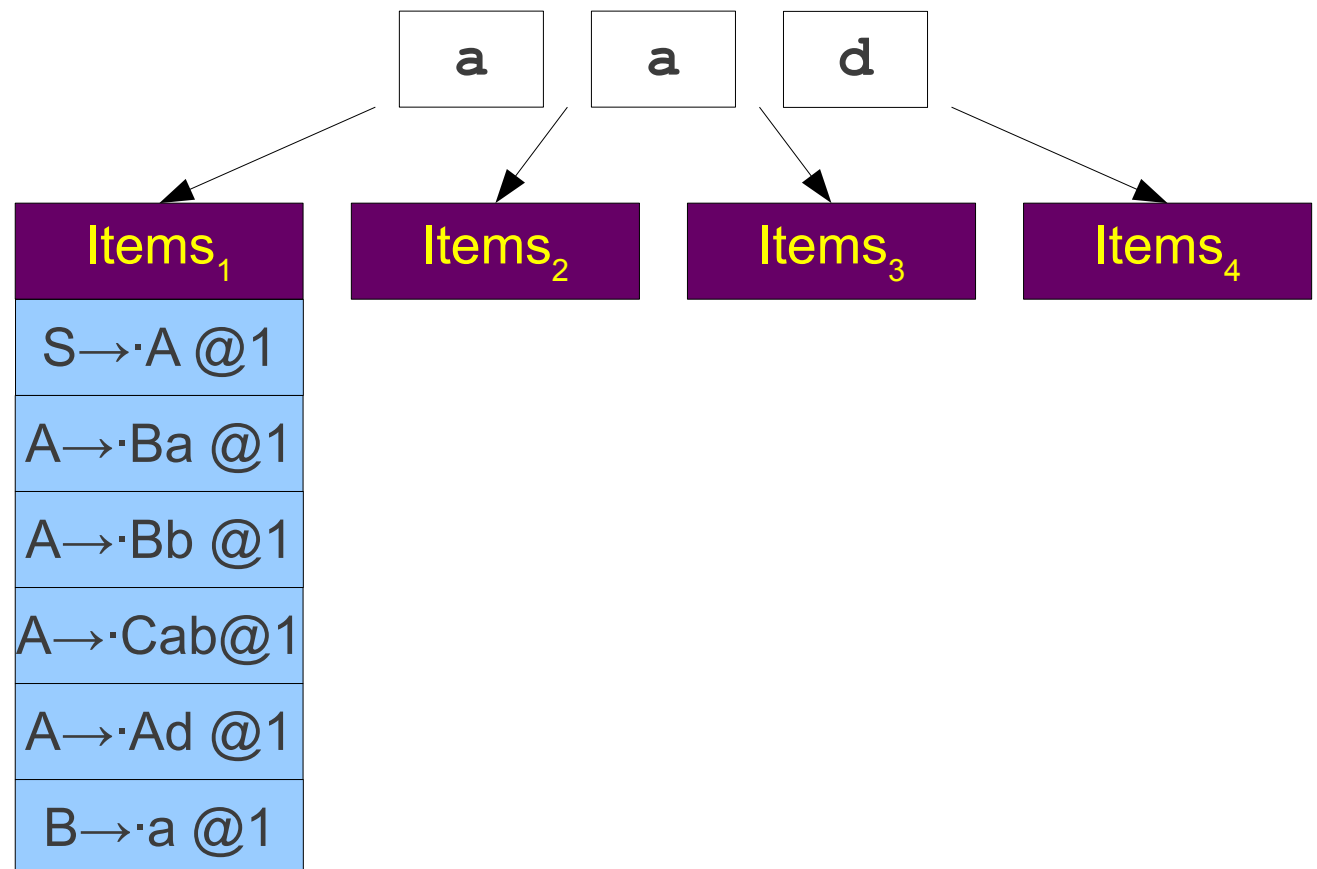 a a d
Items₁ Items₂ Items₃ Items₄
S→·A @1
A→·Ba @1
A→·Bb @1
A→·Cab@1
A→·Ad @1
B→·a @1